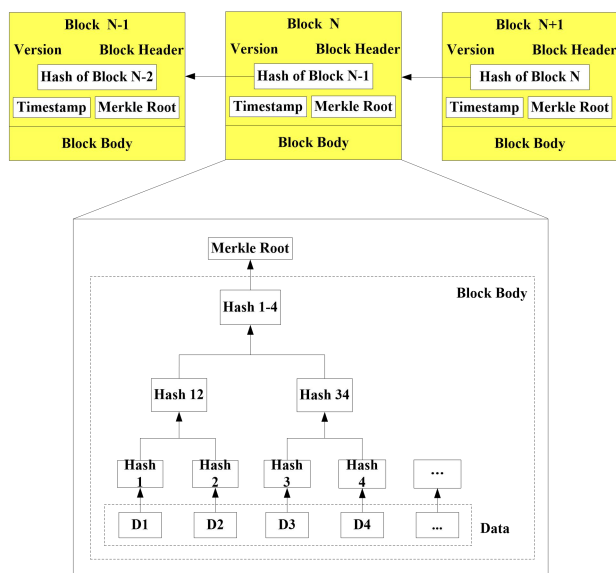 Block N-1
Version Block Header
Hash of Block N-2
Timestamp Merkle Root
Block Body
Block N
Version Block Header
Hash of Block N-1
Timestamp Merkle Root
Block Body
Block N+1
Version Block Header
Hash of Block N
Timestamp Merkle Root
Block Body
Merkle Root
Block Body
Hash 1-4
Hash 12
Hash 34
Hash
1
Hash
2
Hash
3
Hash
4
...
D1
D2
D3
D4
...
Data